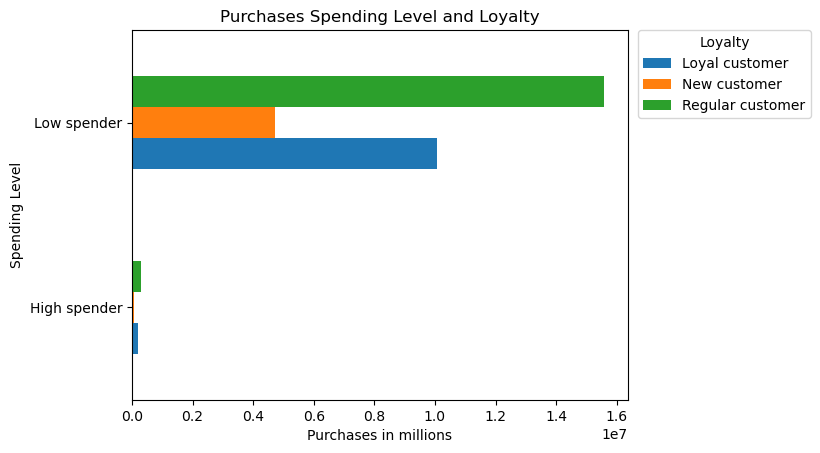 Purchases Spending Level and Loyalty
Loyalty
Loyal customer
New customer
Regular customer
Spending Level
Low spender
High spender
0.0 0.2 0.4 0.6 0.8 1.0 1.2 1.4 1.6
1e7
Purchases in millions